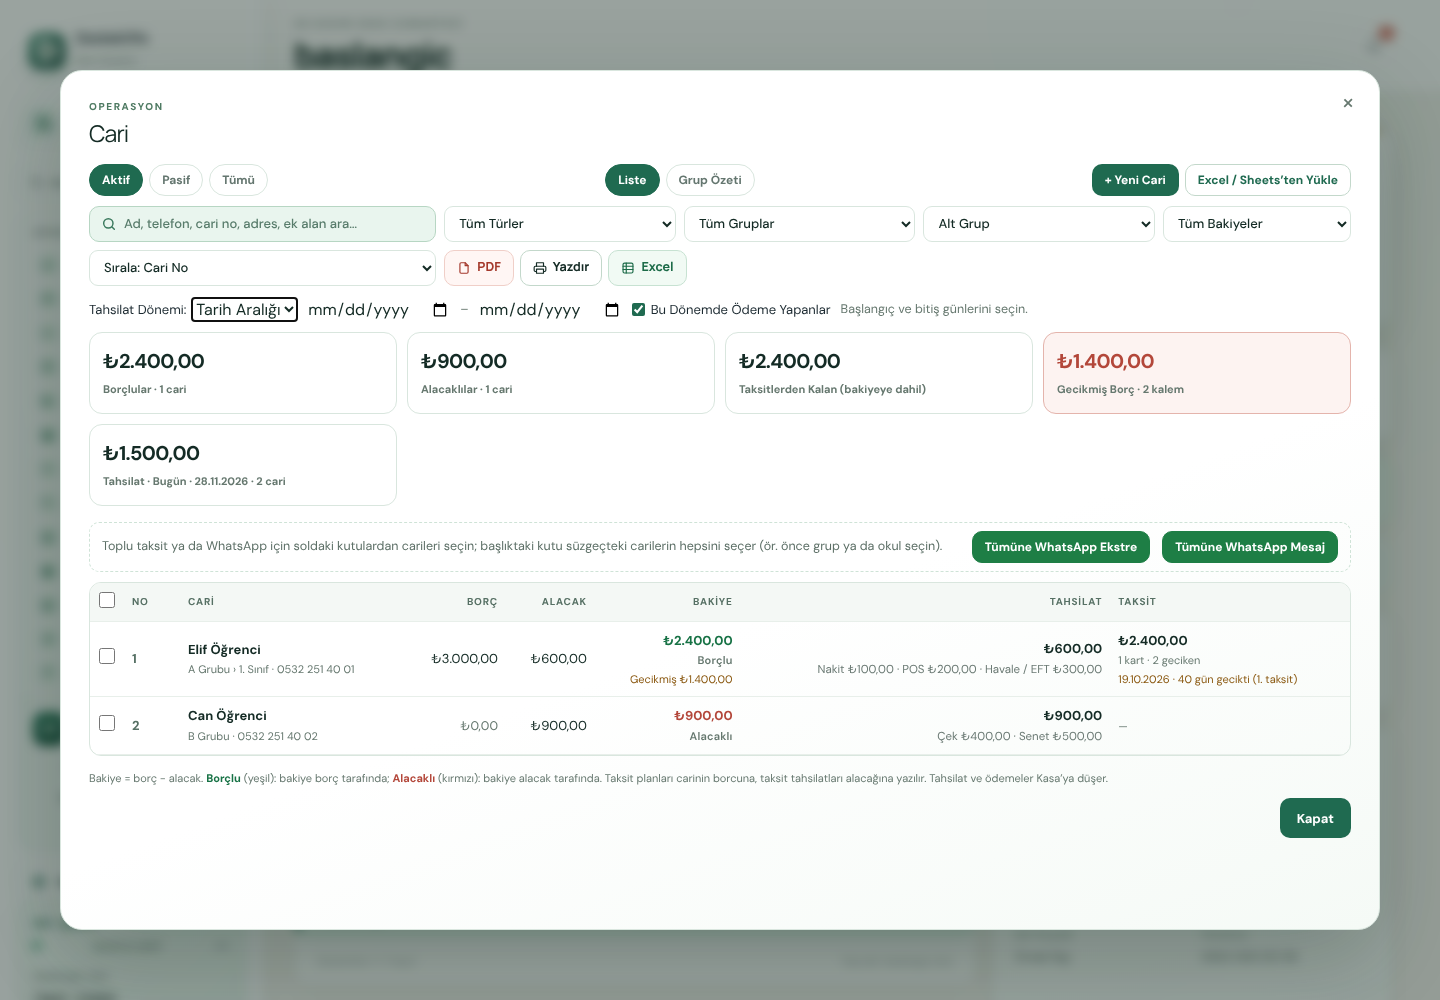 baslangic
OPERASYON
Cari
×
Aktif Pasif Tümü Liste Grup Özeti + Yeni Cari Excel / Sheets'ten Yükle
Ad, telefon, cari no, adres, ek alan ara... Tüm Türler Tüm Gruplar Alt Grup Tüm Bakiyeler
Sırala: Cari No PDF Yazdır Excel
Tahsilat Dönemi: Tarih Aralığı mm/dd/yyyy – mm/dd/yyyy Bu Dönemde Ödeme Yapanlar Başlangıç ve bitiş günlerini seçin.
₺2.400,00 ₺900,00 ₺2.400,00 ₺1.400,00
Borçlular · 1 cari Alacaklılar · 1 cari Taksitlerden Kalan (bakiyeye dahil) Gecikmiş Borç · 2 kalem
₺1.500,00
Tahsilat · Bugün · 28.11.2026 · 2 cari
Toplu taksit ya da WhatsApp için soldaki kutulardan carileri seçin; başlıktaki kutu süzgeçteki carilerin hepsini seçer (ör. önce grup ya da okul seçin). Tümüne WhatsApp Ekstre Tümüne WhatsApp Mesaj
NO CARİ BORÇ ALACAK BAKİYE TAHSİLAT TAKSİT
1 Elif Öğrenci ₺3.000,00 ₺600,00 ₺2.400,00 ₺600,00 ₺2.400,00
A Grubu › 1. Sınıf · 0532 251 40 01 Borçlu Nakit ₺100,00 · POS ₺200,00 · Havale / EFT ₺300,00 1 kart · 2 geciken
Gecikmiş ₺1.400,00 19.10.2026 · 40 gün gecikti (1. taksit)
2 Can Öğrenci ₺0,00 ₺900,00 ₺900,00 ₺900,00 —
B Grubu · 0532 251 40 02 Alacaklı Çek ₺400,00 · Senet ₺500,00
Bakiye = borç − alacak. Borçlu (yeşil): bakiye borç tarafında; Alacaklı (kırmızı): bakiye alacak tarafında. Taksit planları carinin borcuna, taksit tahsilatları alacağına yazılır. Tahsilat ve ödemeler Kasa'ya düşer.
Kapat